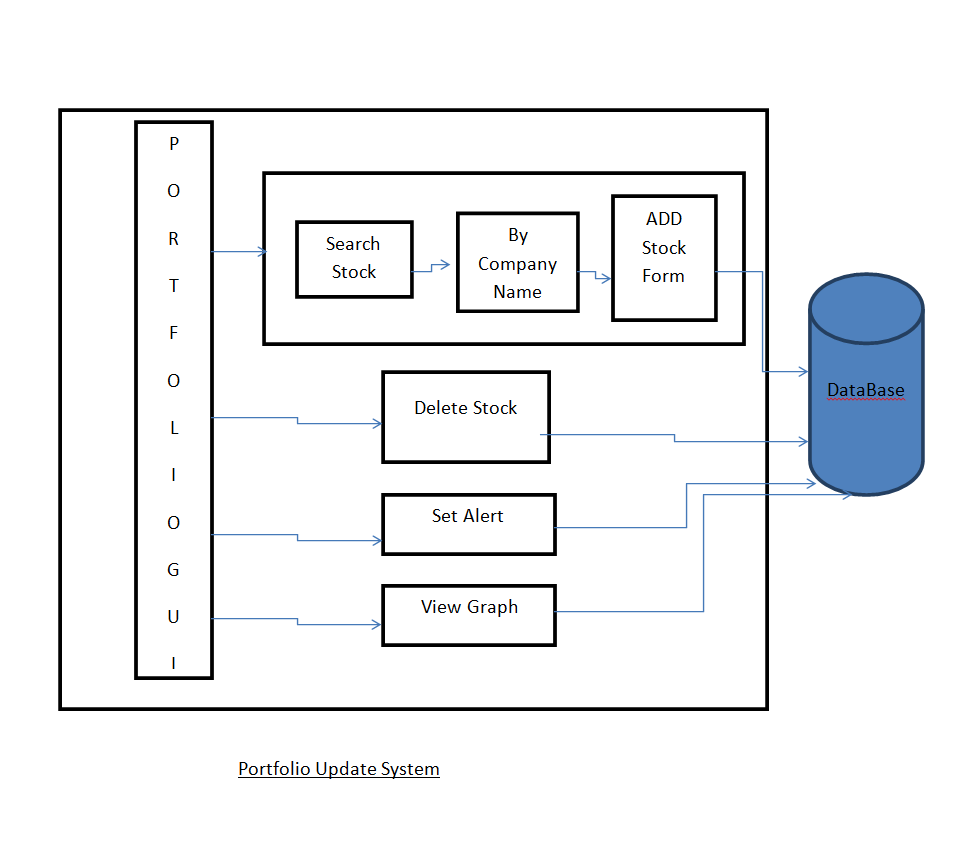 P
O
R
T
F
O
L
I
O
G
U
I
Search
Stock
By
Company
Name
ADD
Stock
Form
Delete Stock
Set Alert
View Graph
DataBase
Portfolio Update System